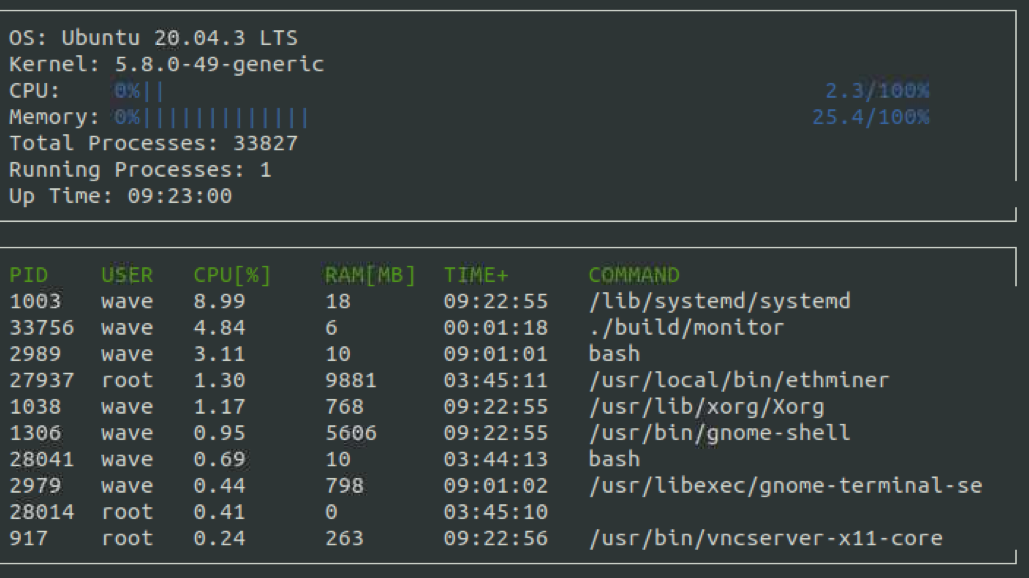 OS: Ubuntu 20.04.3 LTS
Kernel: 5.8.0-49-generic
CPU: 0%|| 2.3/100%
Memory: 0%||||||||||||| 25.4/100%
Total Processes: 33827
Running Processes: 1
Up Time: 09:23:00
PID USER CPU[%] RAM[MB] TIME+ COMMAND
1003 wave 8.99 18 09:22:55 /lib/systemd/systemd
33756 wave 4.84 6 00:01:18 ./build/monitor
2989 wave 3.11 10 09:01:01 bash
27937 root 1.30 9881 03:45:11 /usr/local/bin/ethminer
1038 wave 1.17 768 09:22:55 /usr/lib/xorg/Xorg
1306 wave 0.95 5606 09:22:55 /usr/bin/gnome-shell
28041 wave 0.69 10 03:44:13 bash
2979 wave 0.44 798 09:01:02 /usr/libexec/gnome-terminal-se
28014 root 0.41 0 03:45:10
917 root 0.24 263 09:22:56 /usr/bin/vncserver-x11-core